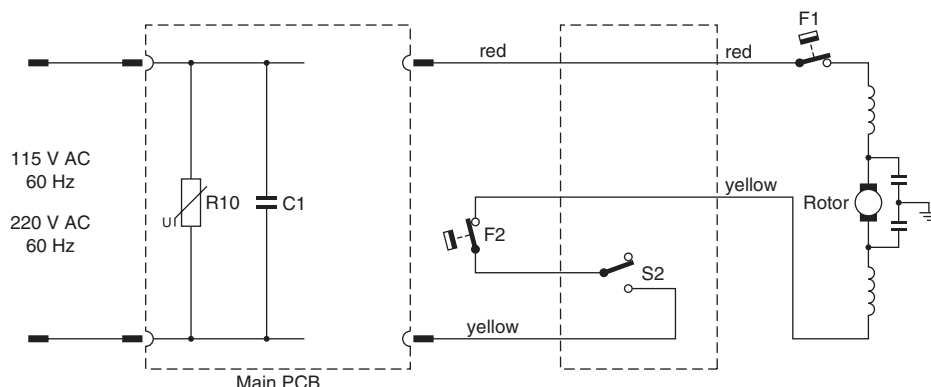 F1
red
red
115 V AC
60 Hz
220 V AC
60 Hz
R10
U
C1
yellow
F2
S2
Rotor
yellow
Main PCB